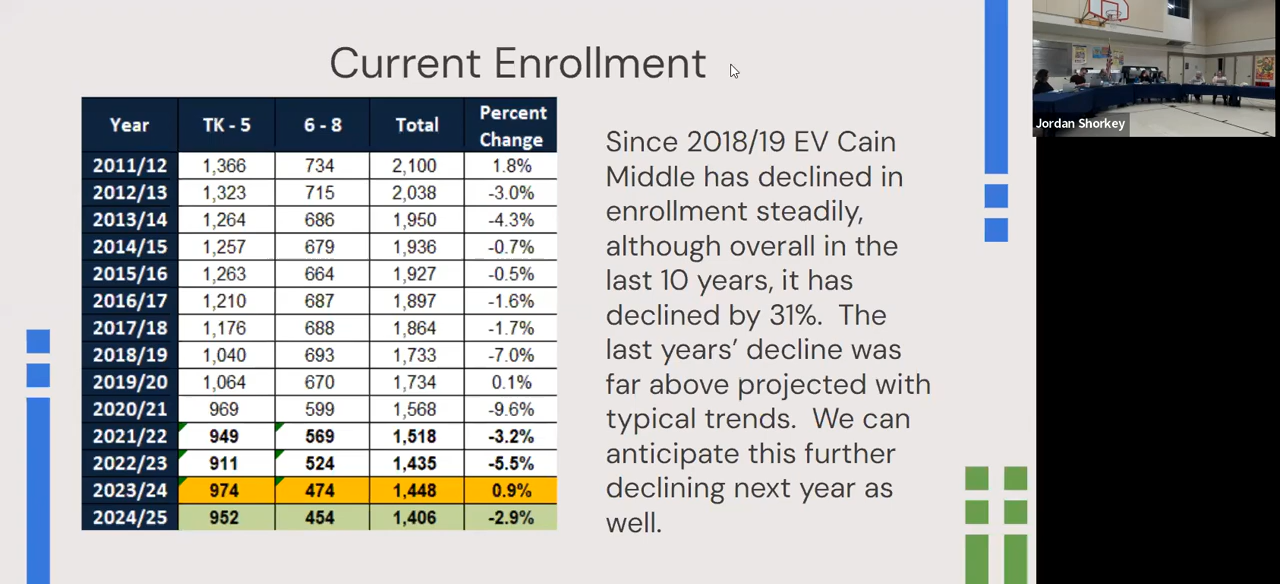 Current Enrollment
Year TK - 5 6 - 8 Total Percent Change
2011/12 1,366 734 2,100 1.8%
2012/13 1,323 715 2,038 -3.0%
2013/14 1,264 686 1,950 -4.3%
2014/15 1,257 679 1,936 -0.7%
2015/16 1,263 664 1,927 -0.5%
2016/17 1,210 687 1,897 -1.6%
2017/18 1,176 688 1,864 -1.7%
2018/19 1,040 693 1,733 -7.0%
2019/20 1,064 670 1,734 0.1%
2020/21 969 599 1,568 -9.6%
2021/22 949 569 1,518 -3.2%
2022/23 911 524 1,435 -5.5%
2023/24 974 474 1,448 0.9%
2024/25 952 454 1,406 -2.9%
Since 2018/19 EV Cain
Middle has declined in
enrollment steadily,
although overall in the
last 10 years, it has
declined by 31%. The
last years’ decline was
far above projected with
typical trends. We can
anticipate this further
declining next year as
well.
Jordan Shorkey